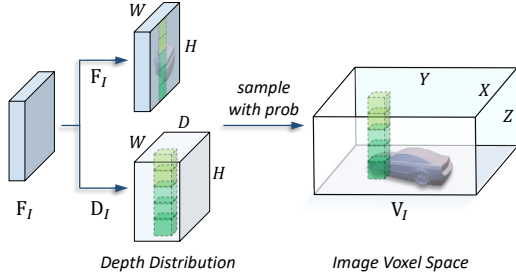 W
H
F_I
sample
with prob
Y
X
Z
D
W
H
F_I
D_I
V_I
Depth Distribution
Image Voxel Space